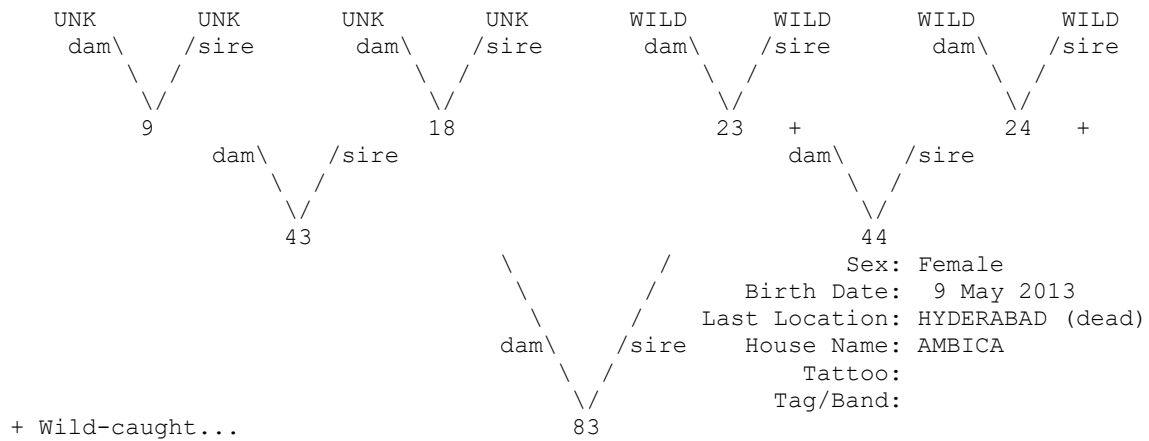 UNK UNK UNK UNK WILD WILD WILD WILD
dam\ /sire dam\ /sire dam\ /sire dam\ /sire
\ / \ / \ / \ /
\/ \/ \/ \/
9 18 23 + 24 +
dam\ /sire dam\ /sire
\ / \ /
\/ \/
43 44
\ / Sex: Female
\ / Birth Date: 9 May 2013
\ / Last Location: HYDERABAD (dead)
dam\ /sire House Name: AMBICA
\ / Tattoo:
\/ Tag/Band:
+ Wild-caught... 83